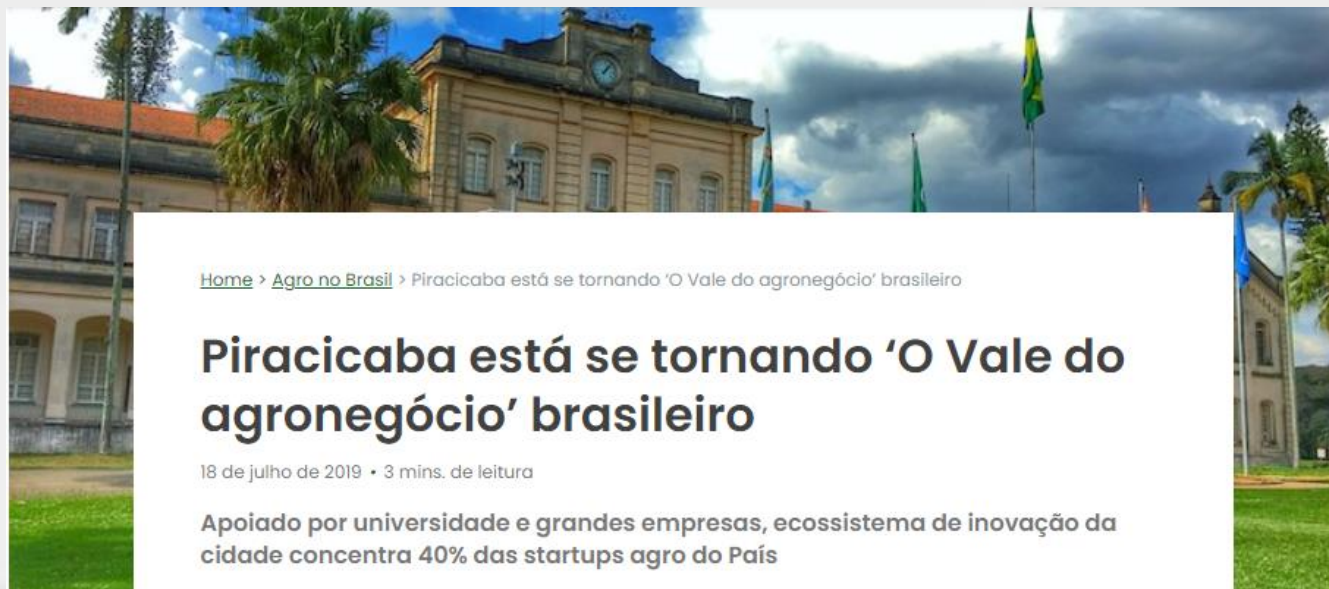 Home > Agro no Brasil > Piracicaba está se tornando ‘O Vale do agronegócio’ brasileiro
Piracicaba está se tornando ‘O Vale do
agronegócio’ brasileiro
18 de julho de 2019 • 3 mins. de leitura
Apoiado por universidade e grandes empresas, ecossistema de inovação da
cidade concentra 40% das startups agro do País